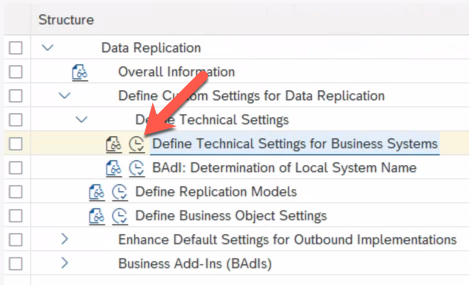 Structure
Data Replication
Overall Information
Define Custom Settings for Data Replication
Define Technical Settings
Define Technical Settings for Business Systems
BAdI: Determination of Local System Name
Define Replication Models
Define Business Object Settings
Enhance Default Settings for Outbound Implementations
Business Add-Ins (BAdIs)